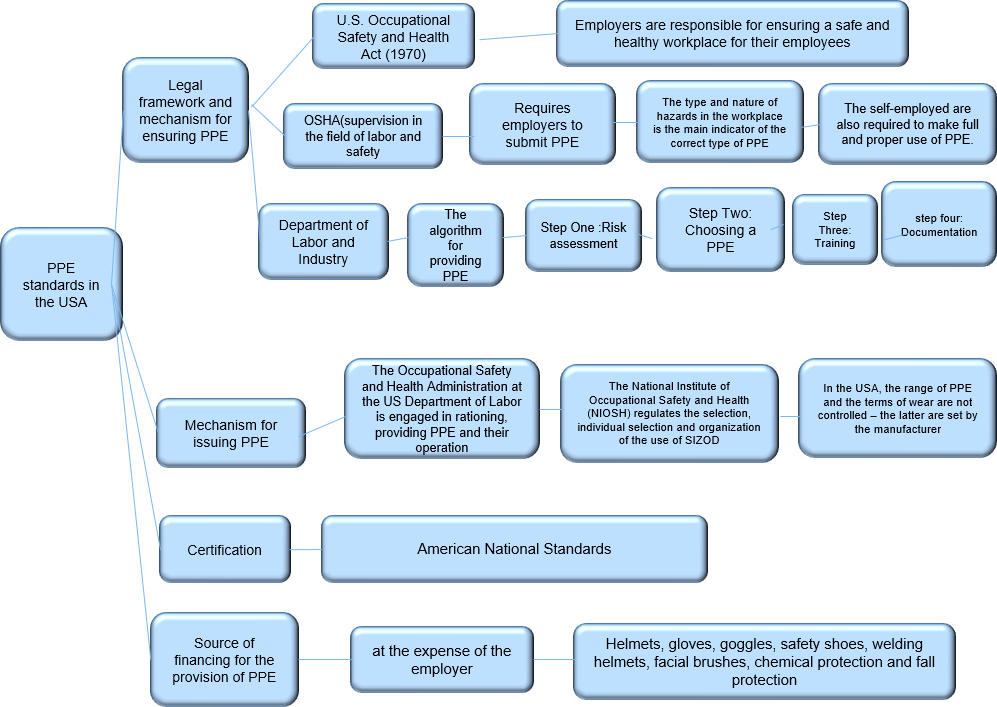 PPE
standards in
the USA
Legal
framework and
mechanism for
ensuring PPE
U.S. Occupational
Safety and Health
Act (1970)
Employers are responsible for ensuring a safe and
healthy workplace for their employees
OSHA(supervision in
the field of labor and
safety
Requires
employers to
submit PPE
The type and nature of
hazards in the workplace
is the main indicator of the
correct type of PPE
The self-employed are
also required to make full
and proper use of PPE.
Department of
Labor and
Industry
The
algorithm
for
providing
PPE
Step One :Risk
assessment
Step Two:
Choosing a
PPE
Step
Three:
Training
step four:
Documentation
Mechanism for
issuing PPE
The Occupational Safety
and Health Administration at
the US Department of Labor
is engaged in rationing,
providing PPE and their
operation
The National Institute of
Occupational Safety and Health
(NIOSH) regulates the selection,
individual selection and organization
of the use of SIZOD
In the USA, the range of PPE
and the terms of wear are not
controlled – the latter are set by
the manufacturer
Certification
American National Standards
Source of
financing for the
provision of PPE
at the expense of the
employer
Helmets, gloves, goggles, safety shoes, welding
helmets, facial brushes, chemical protection and fall
protection